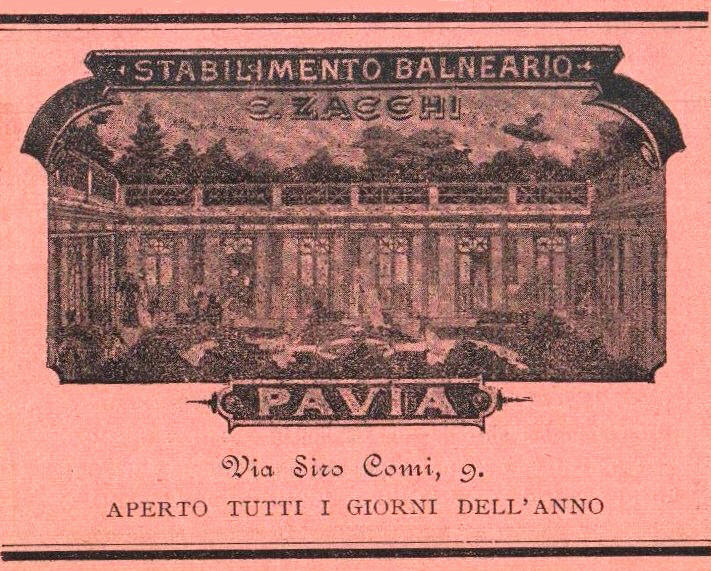 STABILIMENTO BALNEARIO
C. ZACCHI
PAVIA
Via Siro Comi, 9.
APERTO TUTTI I GIORNI DELL'ANNO